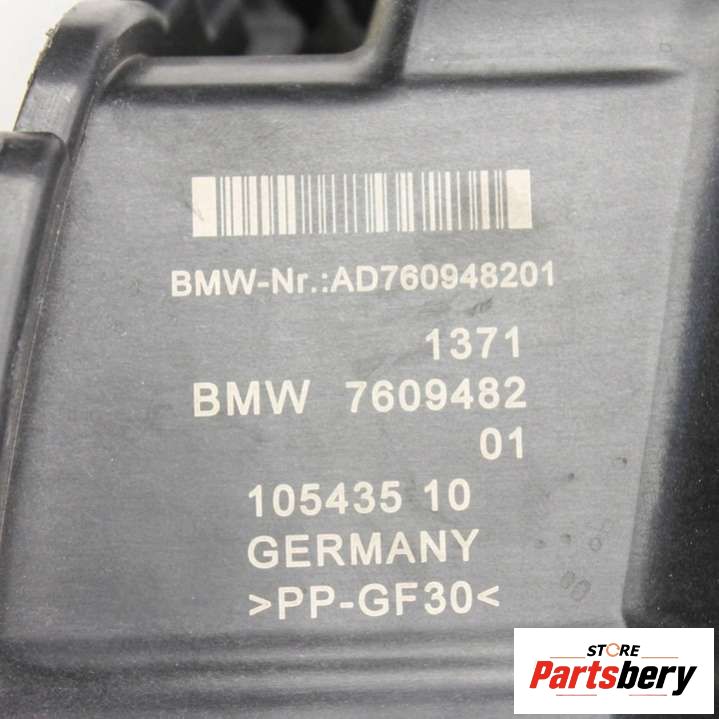 BMW-Nr.:AD760948201
1371
BMW 7609482
01
105435 10
GERMANY
>PP-GF30<
STORE
Partsbery